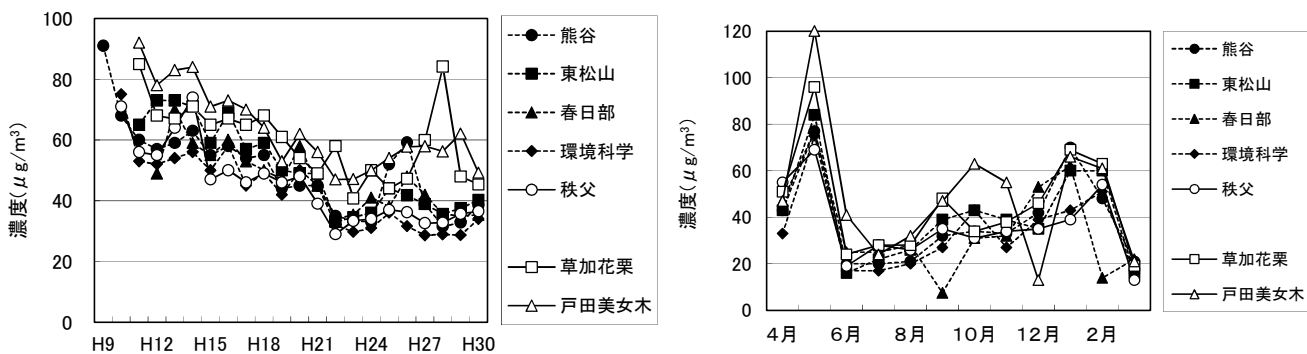 濃度(μg/m³)
100
80
60
40
20
0
H9 H12 H15 H18 H21 H24 H27 H30
熊谷
東松山
春日部
環境科学
秩父
草加花栗
戸田美女木
濃度(μg/m³)
120
100
80
60
40
20
0
4月 6月 8月 10月 12月 2月
熊谷
東松山
春日部
環境科学
秩父
草加花栗
戸田美女木